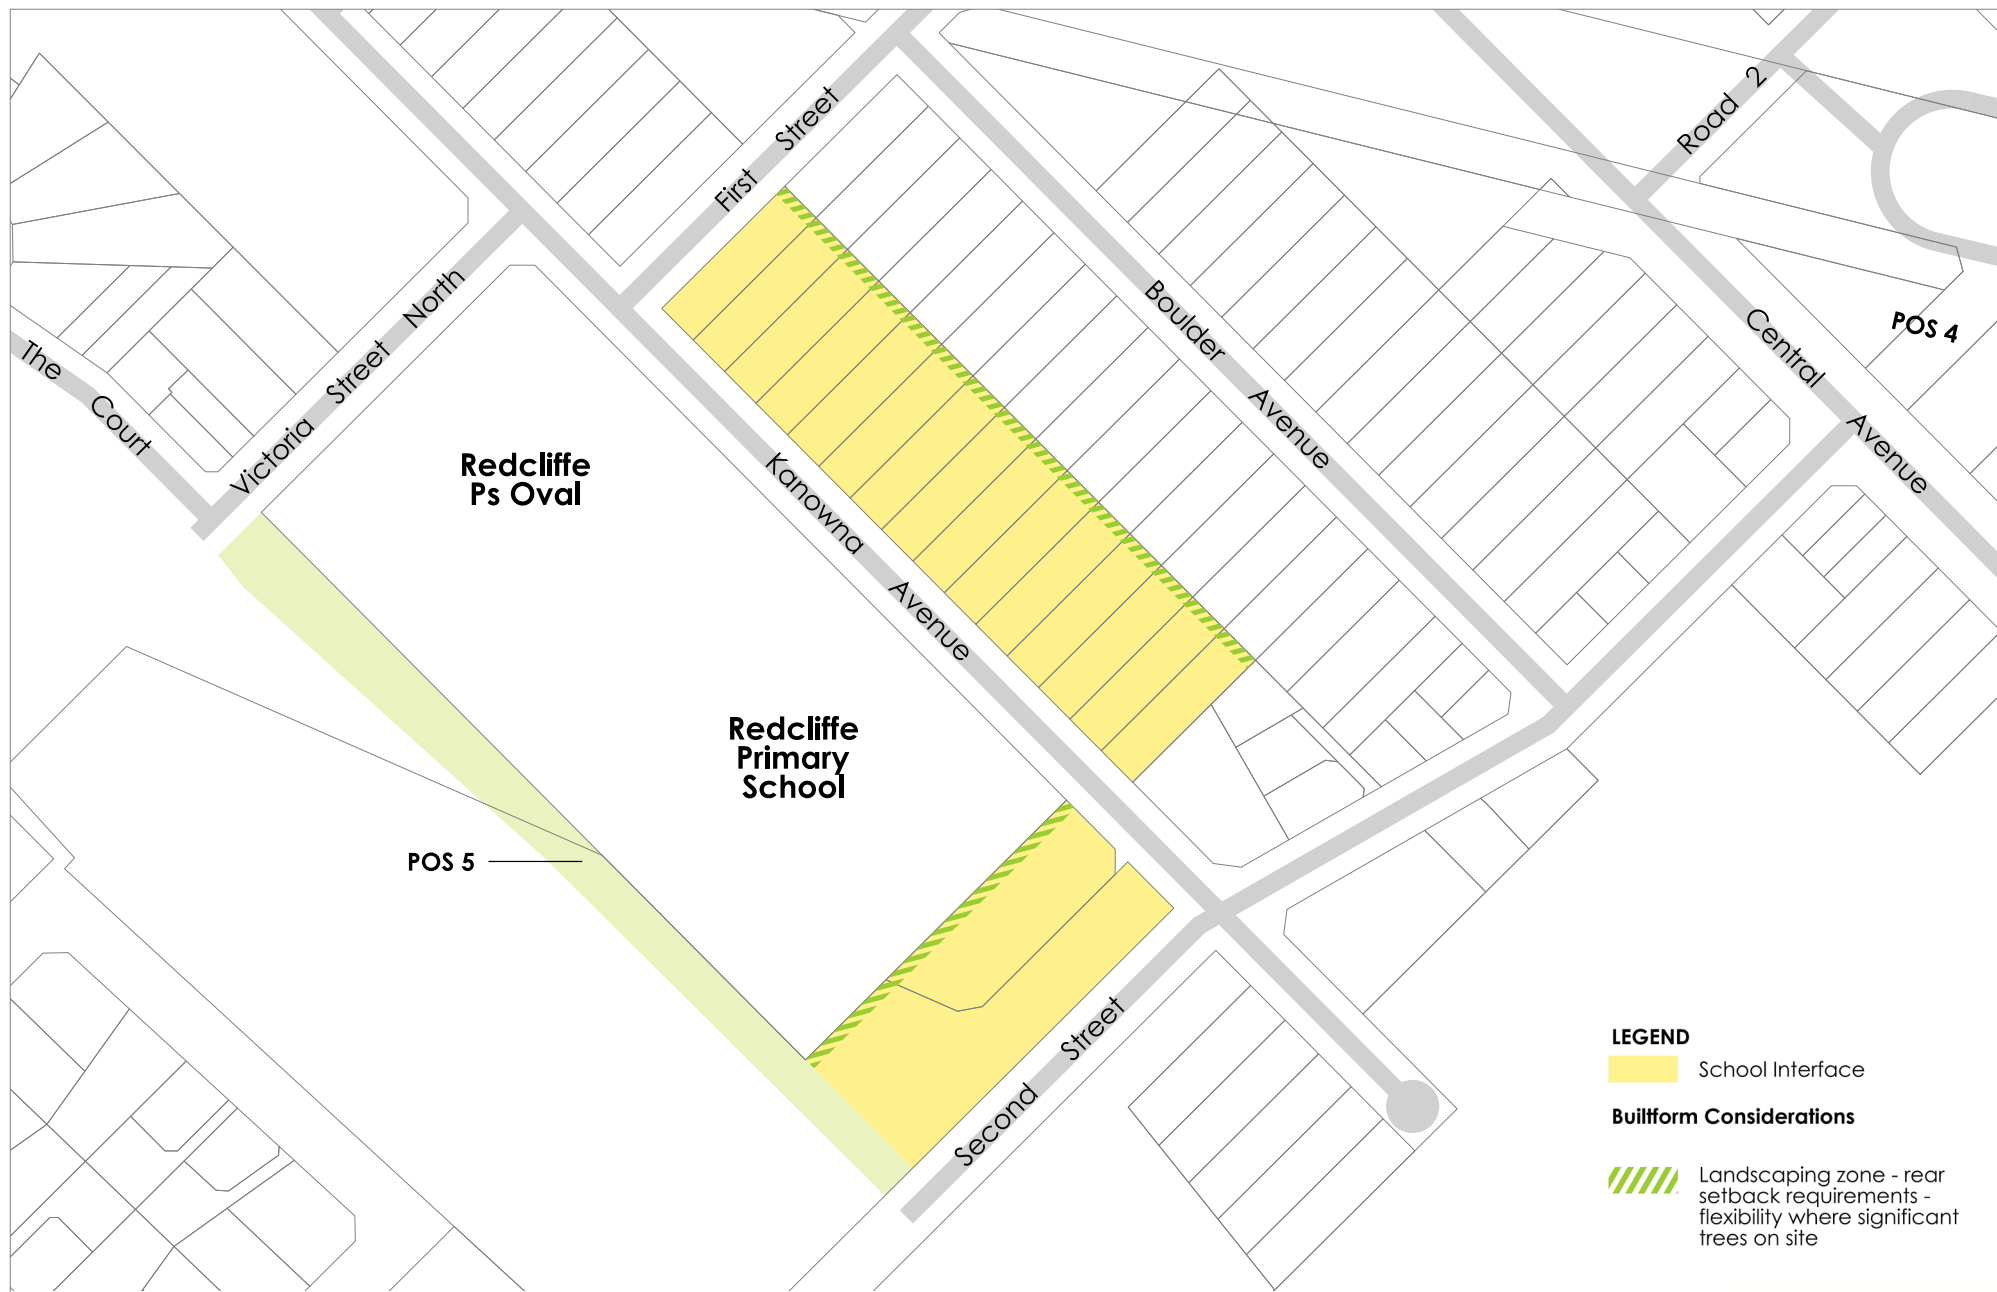 First Street
Road 2
Victoria Street North
The Court
Boulder Avenue
Central Avenue
POS 4
Redcliffe
Ps Oval
Kanowna Avenue
Redcliffe
Primary
School
POS 5
Second Street
LEGEND
School Interface
Builtform Considerations
Landscaping zone - rear
setback requirements -
flexibility where significant
trees on site